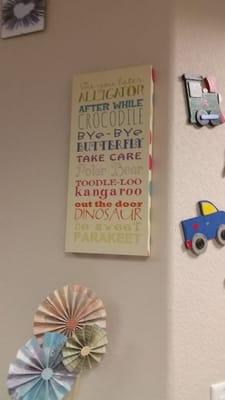 See you later
ALLIGATOR
AFTER WHILE
CROCODILE
BYE-BYE
BUTTERFLY
TAKE CARE
Polar Bear
TOODLE-LOO
kangaroo
out the door
DINOSAUR
so sweet
PARAKEET